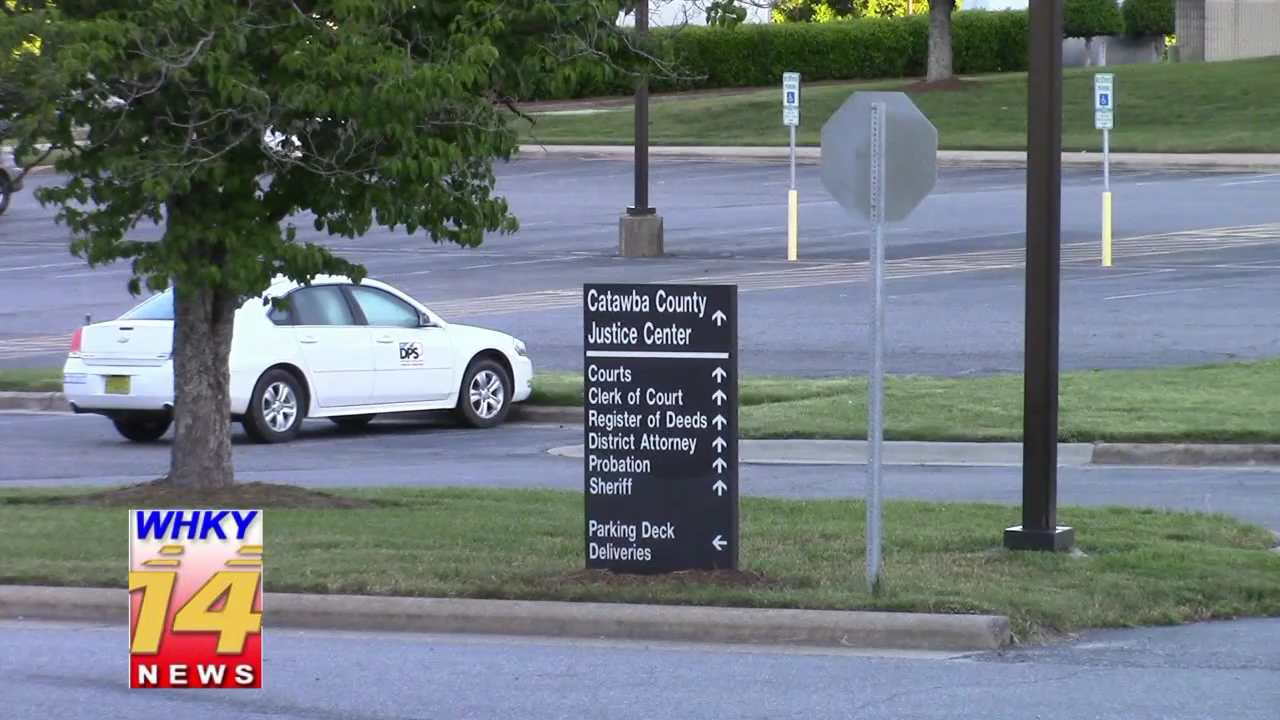 Catawba County ↑
Justice Center
Courts ↑
Clerk of Court ↑
Register of Deeds ↑
District Attorney ↑
Probation ↑
Sheriff ↑
Parking Deck ←
Deliveries
DPS
WHKY
14
NEWS